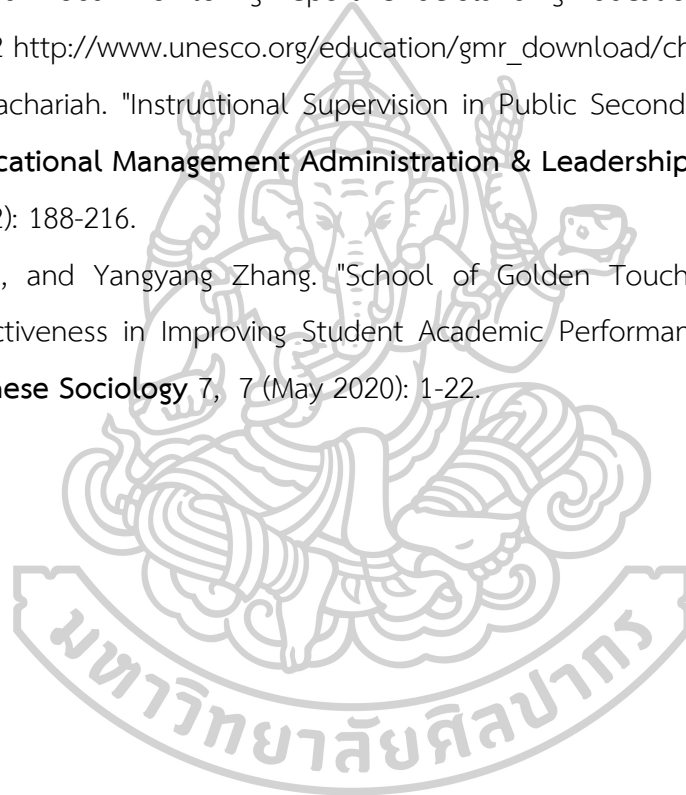 2 http://www.unesco.org/education/gmr_download/ch
achariah. "Instructional Supervision in Public Second
cational Management Administration & Leadership
2): 188-216.
, and Yangyang Zhang. "School of Golden Touch
ctiveness in Improving Student Academic Performan
nese Sociology 7, 7 (May 2020): 1-22.
มหาวิทยาลัยศิลปากร